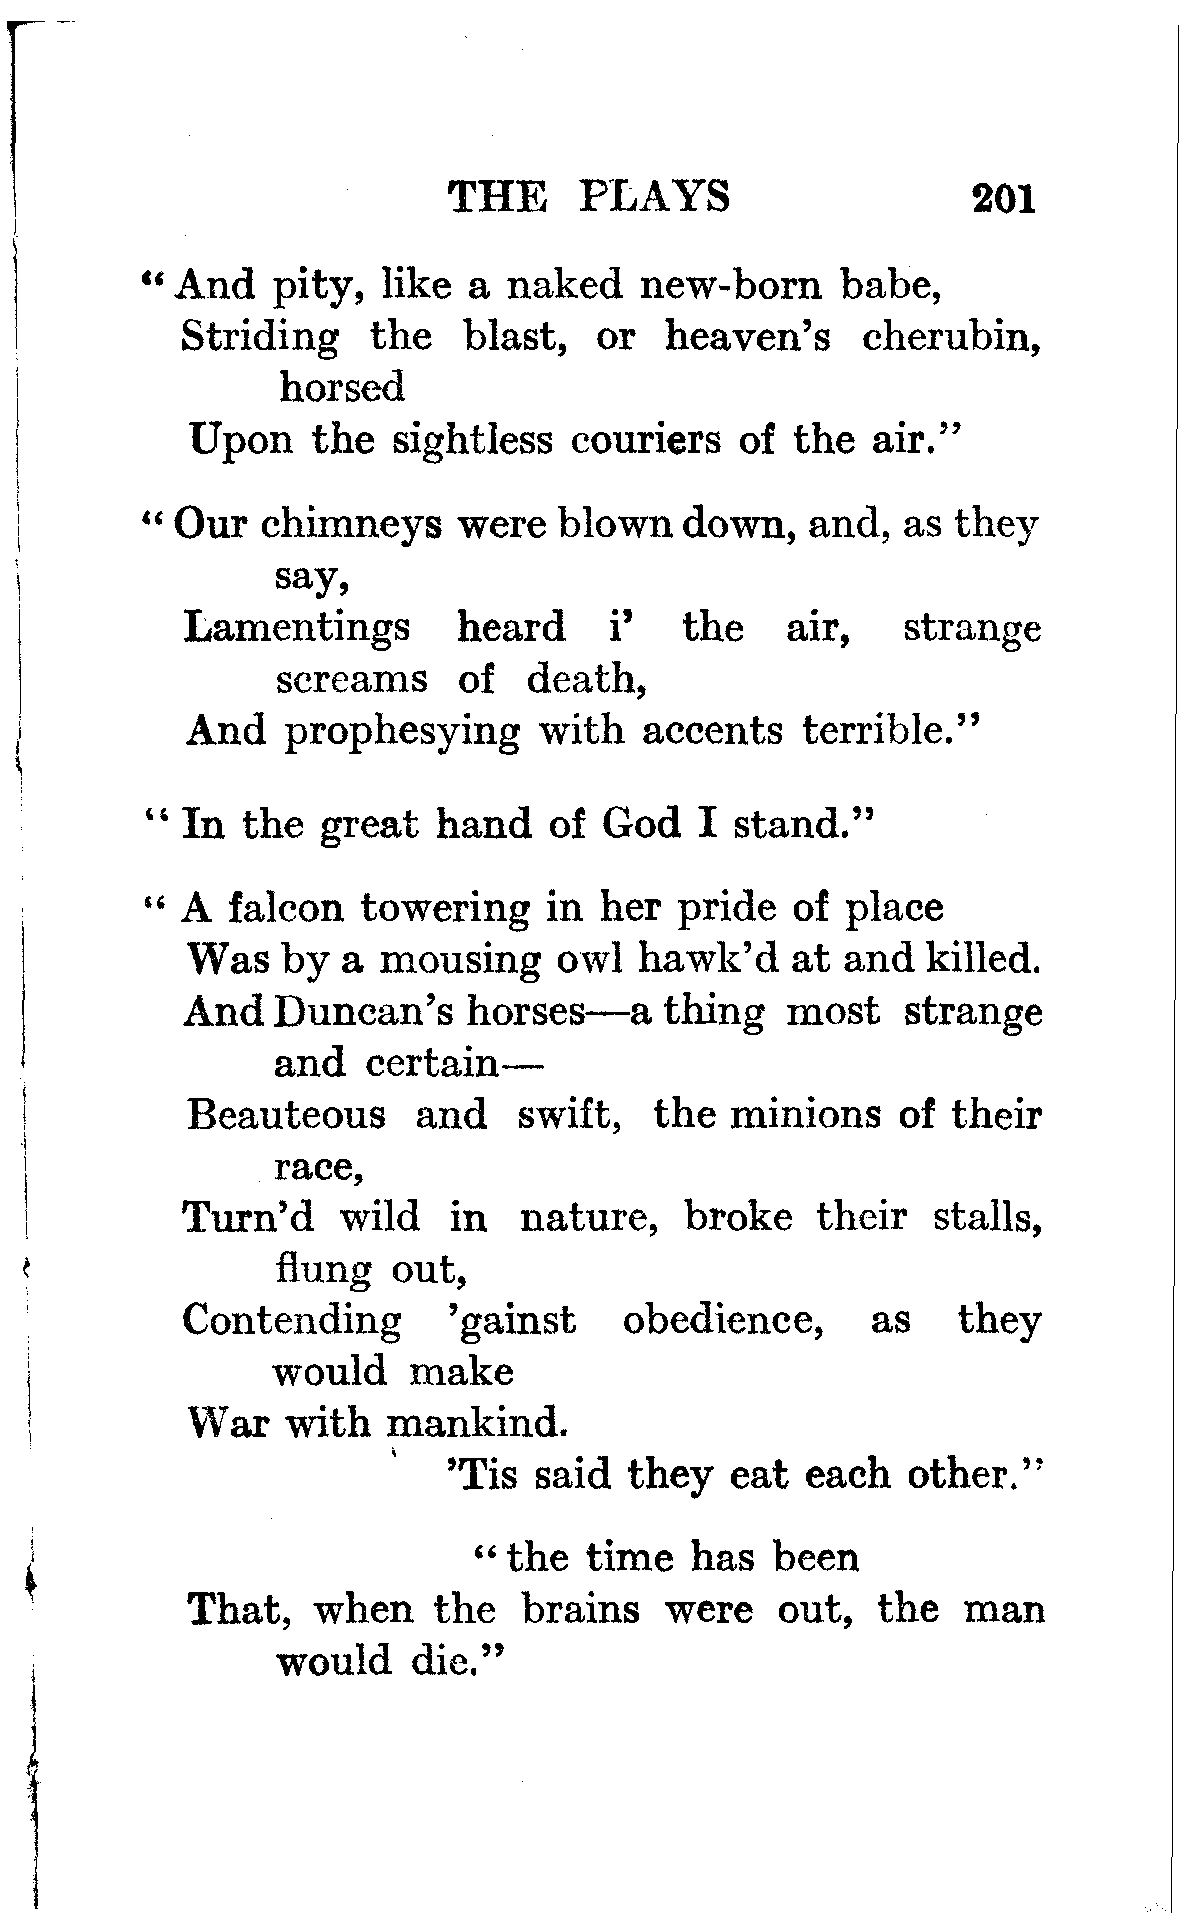 THE PLAYS 201
“ And pity, like a naked new-born babe,
Striding the blast, or heaven’s cherubin,
horsed
Upon the sightless couriers of the air.”
“ Our chimneys were blown down, and, as they
say,
Lamentings heard i’ the air, strange
screams of death,
And prophesying with accents terrible.”
“ In the great hand of God I stand.”
“ A falcon towering in her pride of place
Was by a mousing owl hawk’d at and killed.
And Duncan’s horses—a thing most strange
and certain—
Beauteous and swift, the minions of their
race,
Turn’d wild in nature, broke their stalls,
flung out,
Contending ’gainst obedience, as they
would make
War with mankind.
’Tis said they eat each other.”
“ the time has been
That, when the brains were out, the man
would die.”